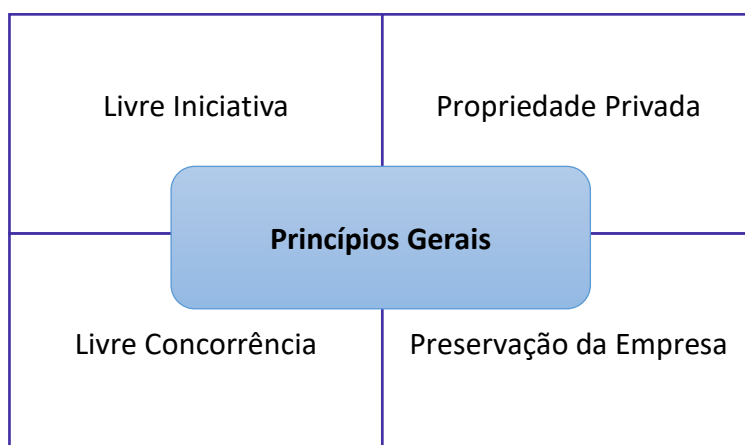 Livre Iniciativa
Propriedade Privada
Princípios Gerais
Livre Concorrência
Preservação da Empresa